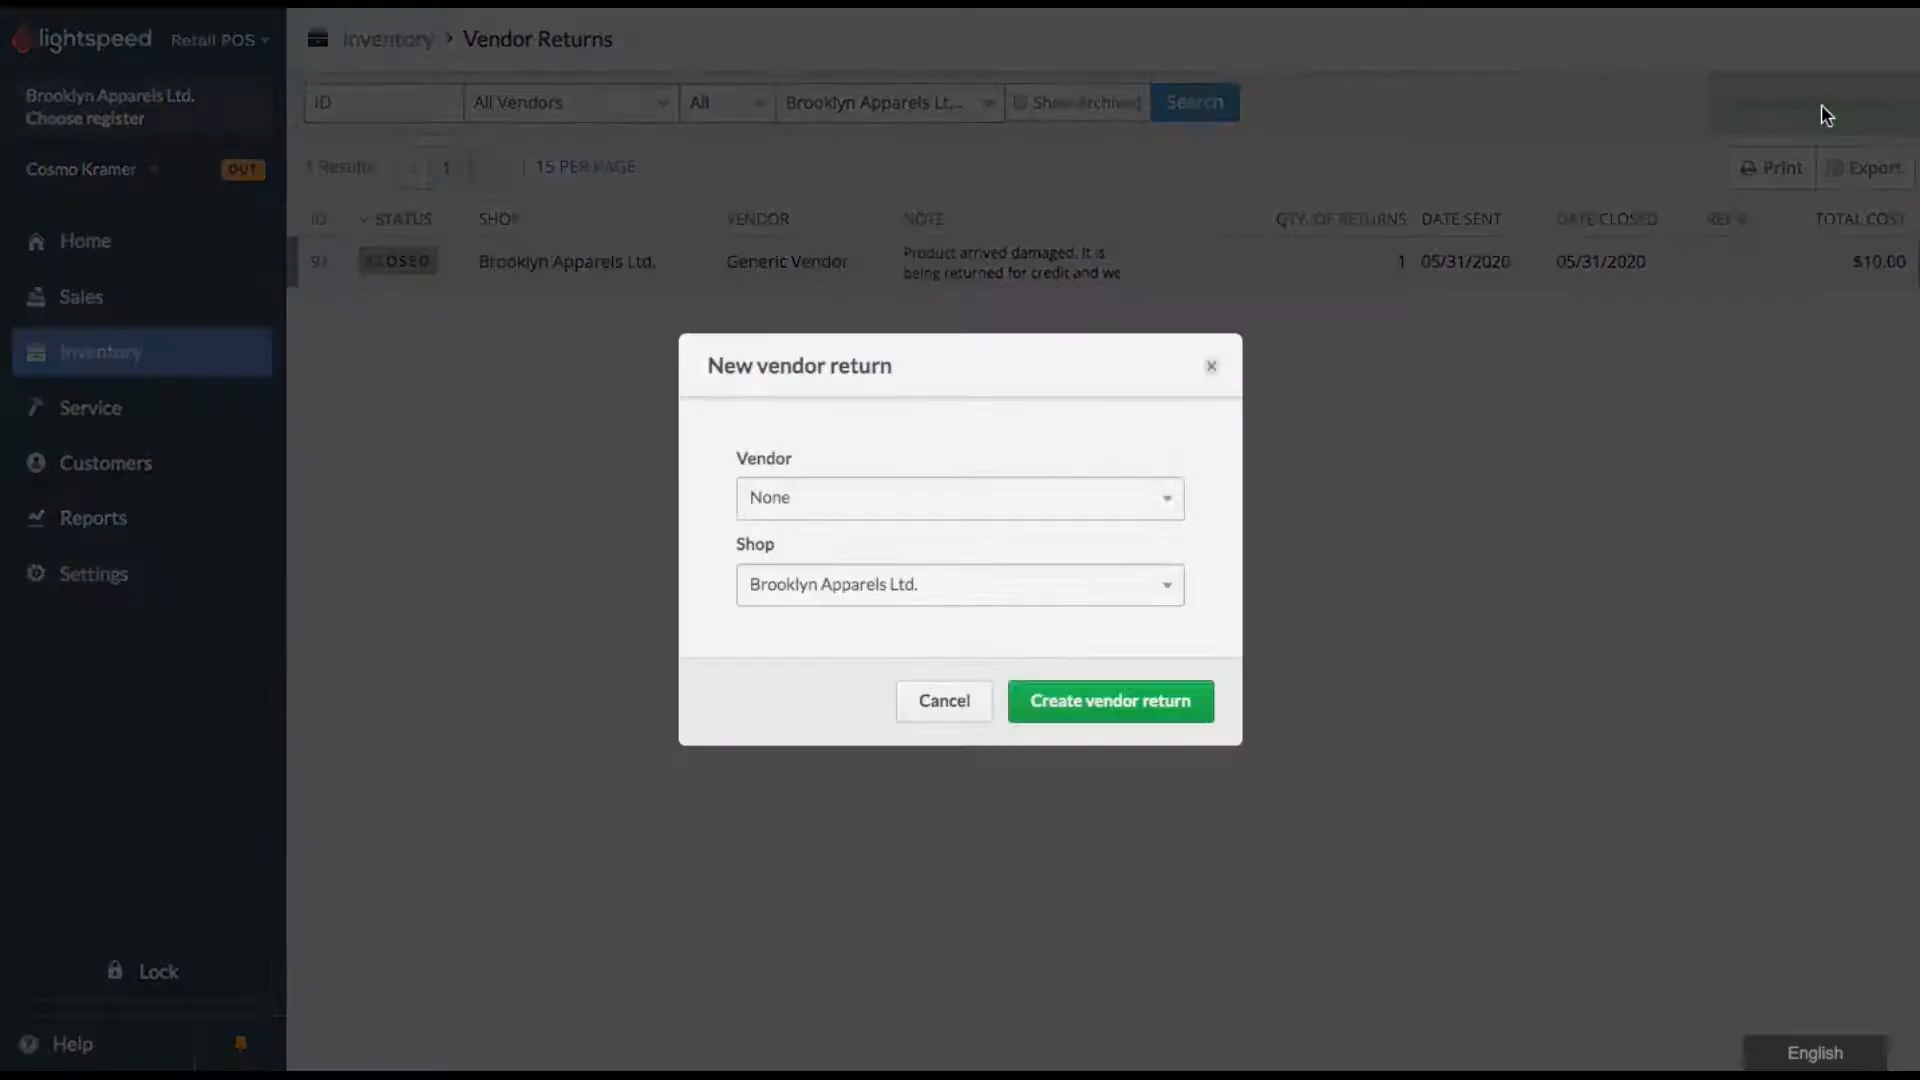 lightspeed Retail POS
Brooklyn Apparels Ltd.
Choose register
Cosmo Kramer OUT
Home
Sales
Inventory
Service
Customers
Reports
Settings
Lock
Help
Inventory > Vendor Returns
ID All Vendors All Brooklyn Apparels Lt... Show archived Search
1 Results 1 15 PER PAGE
Print Export
ID STATUS SHOP VENDOR NOTE QTY. OF RETURNS DATE SENT DATE CLOSED REF # TOTAL COST
CLOSED Brooklyn Apparels Ltd. Generic Vendor Product arrived damaged. It is 1 05/31/2020 05/31/2020 $10.00
being returned for credit and we
New vendor return
Vendor
None
Shop
Brooklyn Apparels Ltd.
Cancel Create vendor return
English